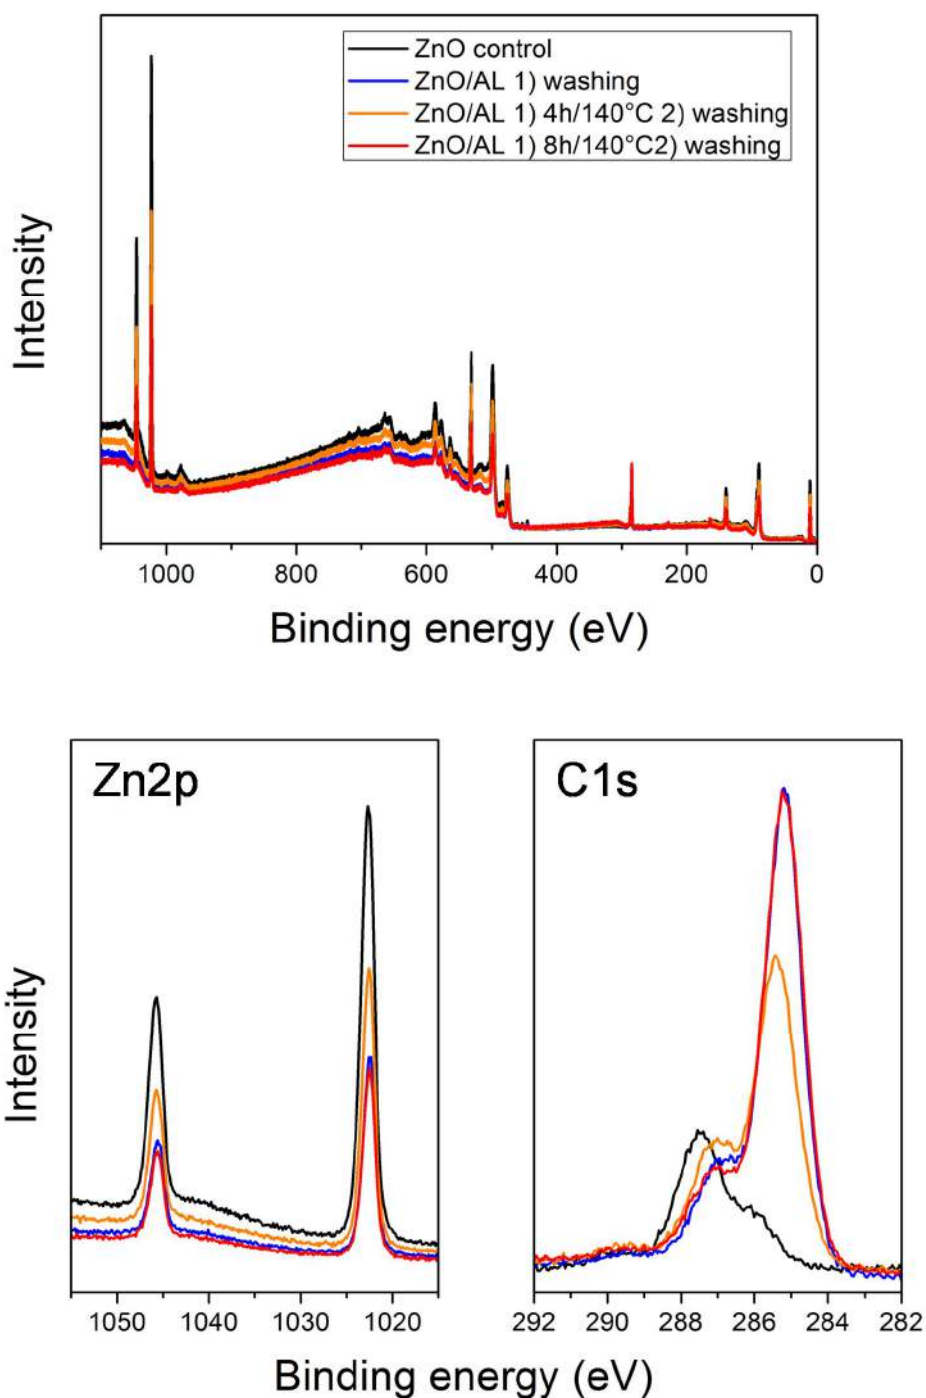 ZnO control
ZnO/AL 1) washing
ZnO/AL 1) 4h/140°C 2) washing
ZnO/AL 1) 8h/140°C2) washing
Intensity
1000 800 600 400 200 0
Binding energy (eV)
Zn2p
C1s
Intensity
1050 1040 1030 1020
292 290 288 286 284 282
Binding energy (eV)